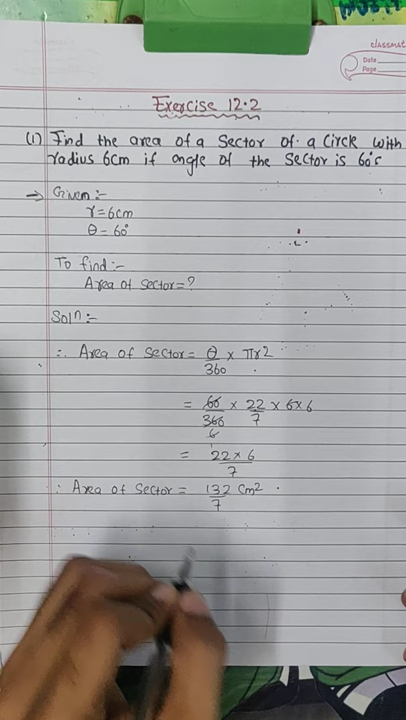 classmat
Date
Page
Exercise 12.2
(1) Find the area of a Sector of a Circle with
radius 6cm if angle of the Sector is 60°
→ Given:-
r=6cm
θ=60°
To find:-
Area of sector=?
Solⁿ:-
∴ Area of sector= θ/360 × πr2
= 60/360 × 22/7 × 6×6
6
= 22×6/7
∴ Area of Sector = 132/7 Cm²